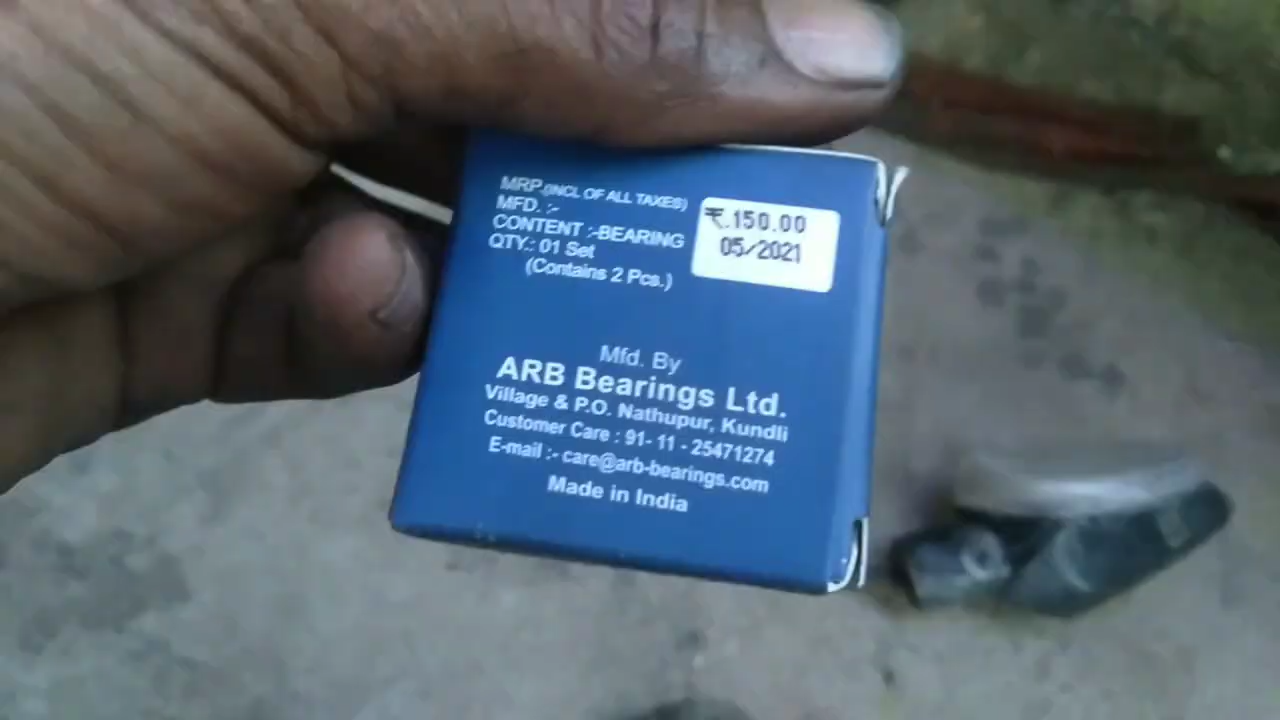 MRP.(INCL OF ALL TAXES)
₹.150.00
MFD. :-
05/2021
CONTENT :-BEARING
QTY.: 01 Set
(Contains 2 Pcs.)
Mfd. By
ARB Bearings Ltd.
Village & P.O. Nathupur, Kundli
Customer Care : 91- 11 - 25471274
E-mail :- care@arb-bearings.com
Made in India